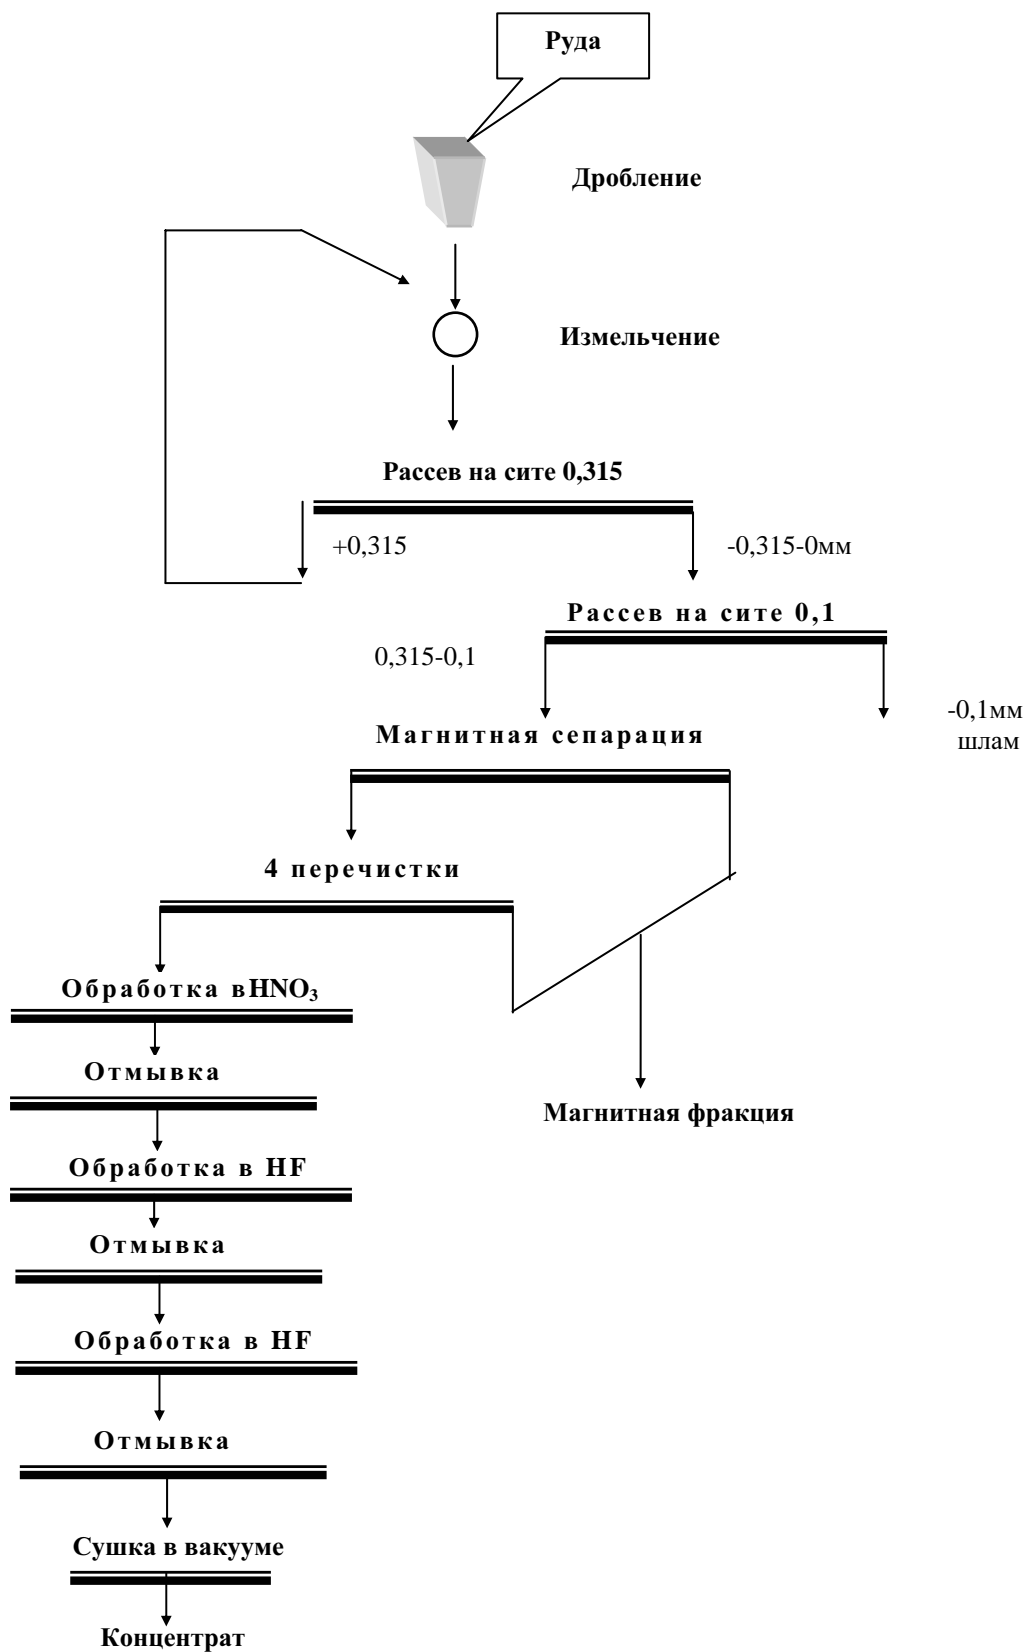 Руда
Дробление
Измельчение
Рассев на сите 0,315
+0,315
-0,315-0мм
Рассев на сите 0,1
0,315-0,1
-0,1мм
шлам
Магнитная сепарация
4 перечистки
Обработка вHNO₃
Отмывка
Магнитная фракция
Обработка в HF
Отмывка
Обработка в HF
Отмывка
Сушка в вакууме
Концентрат